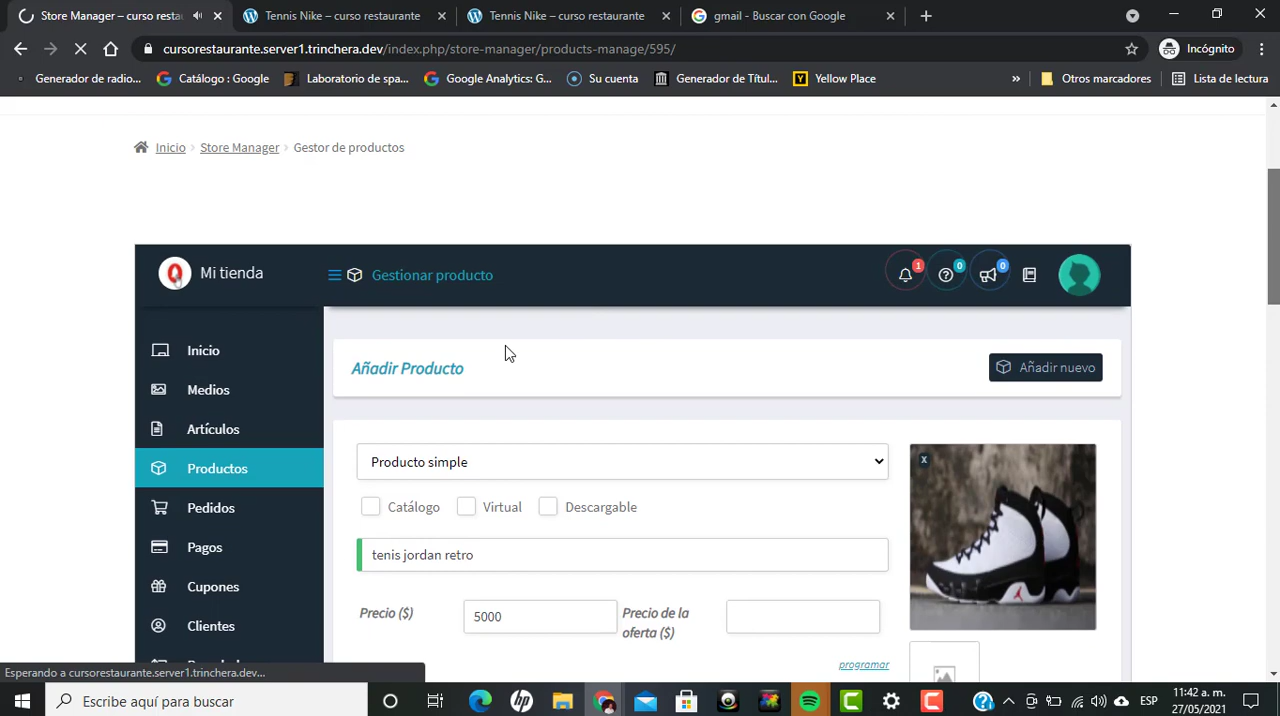 Store Manager – curso resta
Tennis Nike – curso restaurante
Tennis Nike – curso restaurante
gmail - Buscar con Google
cursorestaurante.server1.trinchera.dev/index.php/store-manager/products-manage/595/
Incógnito
Generador de radio...
Catálogo : Google
Laboratorio de spa...
Google Analytics: G...
Su cuenta
Generador de Títul...
Yellow Place
»
Otros marcadores
Lista de lectura
Inicio > Store Manager > Gestor de productos
Mi tienda
Gestionar producto
1
0
0
Inicio
Añadir Producto
Añadir nuevo
Medios
Artículos
Productos
Producto simple
Pedidos
Catálogo
Virtual
Descargable
Pagos
tenis jordan retro
X
Cupones
Clientes
Precio ($)
5000
Precio de la
oferta ($)
programar
Esperando a cursorestaurante.server1.trinchera.dev...
Escribe aquí para buscar
ESP
11:42 a. m.
27/05/2021